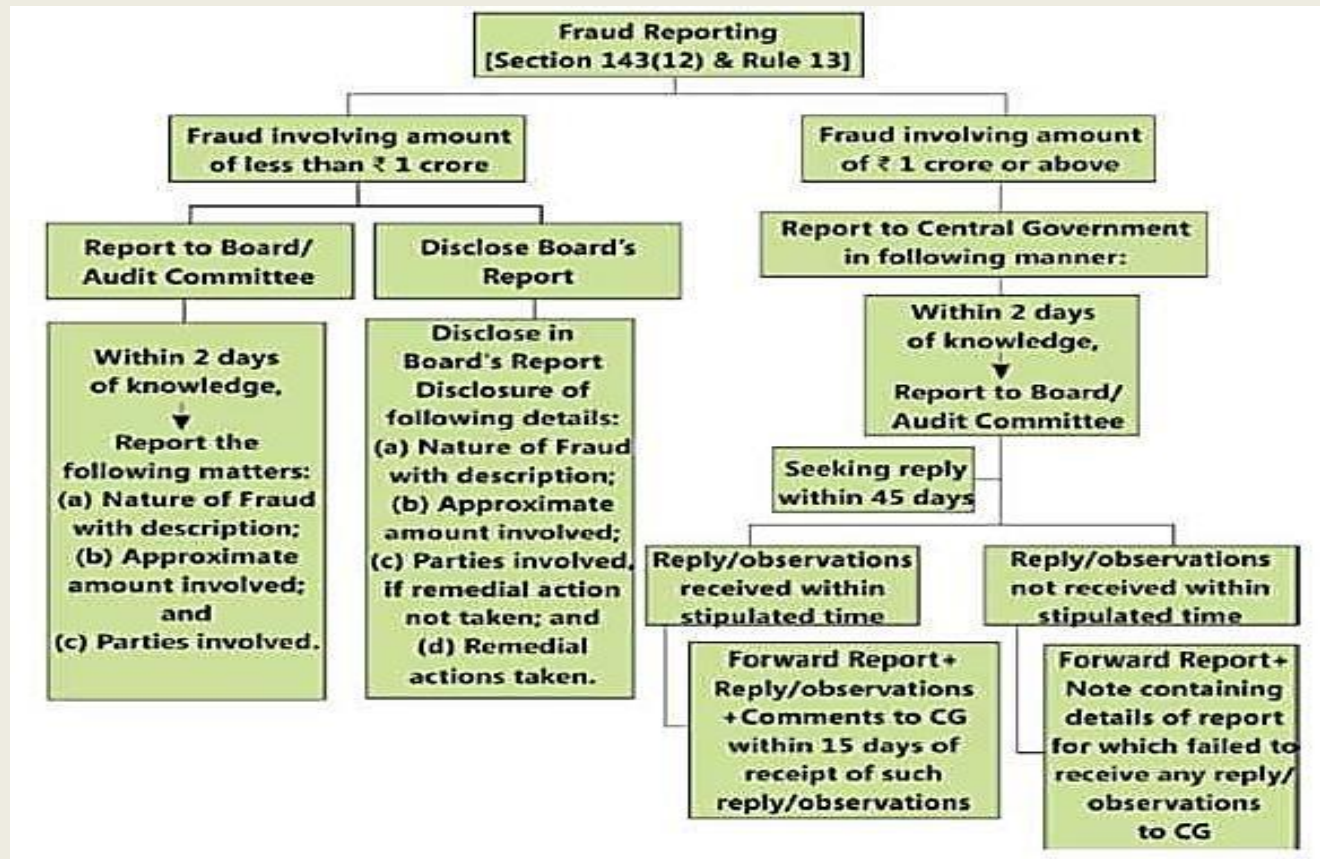 Fraud Reporting
[Section 143(12) & Rule 13]
Fraud involving amount
of less than ₹ 1 crore
Fraud involving amount
of ₹ 1 crore or above
Report to Board/
Audit Committee
Disclose Board's
Report
Report to Central Government
in following manner:
Within 2 days
of knowledge,
Report the
following matters:
(a) Nature of Fraud
with description;
(b) Approximate
amount involved;
and
(c) Parties involved.
Disclose in
Board's Report
Disclosure of
following details:
(a) Nature of Fraud
with description;
(b) Approximate
amount involved;
(c) Parties involved,
if remedial action
not taken; and
(d) Remedial
actions taken.
Within 2 days
of knowledge,
Report to Board/
Audit Committee
Seeking reply
within 45 days
Reply/observations
received within
stipulated time
Reply/observations
not received within
stipulated time
Forward Report+
Reply/observations
+Comments to CG
within 15 days of
receipt of such
reply/observations
Forward Report+
Note containing
details of report
for which failed to
receive any reply/
observations
to CG